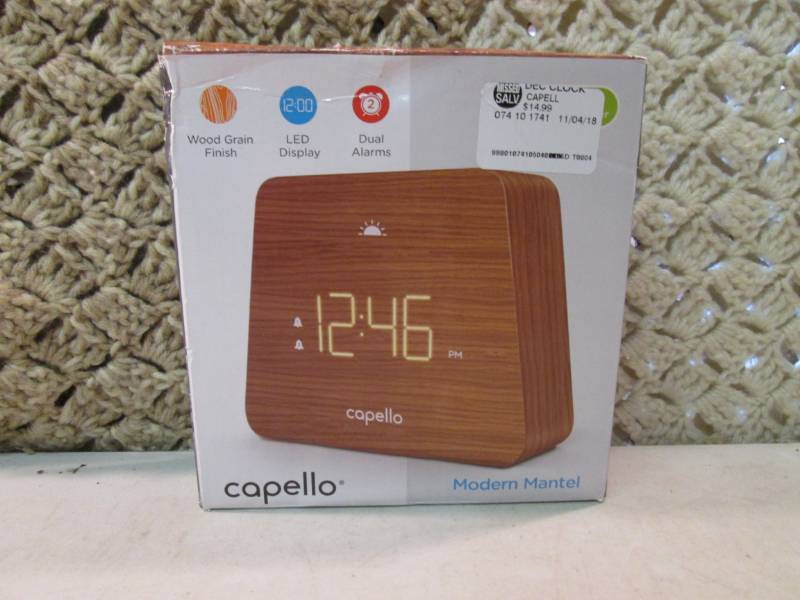 12:00
2
Wood Grain
Finish
LED
Display
Dual
Alarms
SALV
DEC CLOCK
CAPELL
$14.99
074 10 1741 11/04/18
12:46
PM
capello
capello®
Modern Mantel